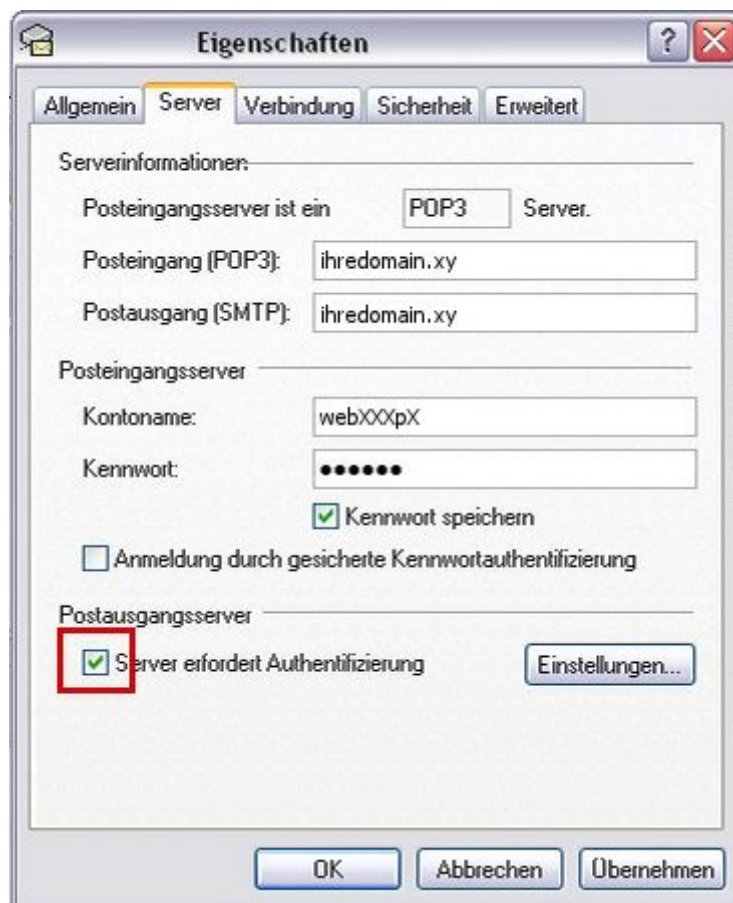 Eigenschaften
Allgemein Server Verbindung Sicherheit Erweitert
Serverinformationen:
Posteingangsserver ist ein POP3 Server.
Posteingang (POP3): ihredomain.xy
Postausgang (SMTP): ihredomain.xy
Posteingangsserver
Kontoname: webXXXpX
Kennwort: ●●●●●●
Kennwort speichern
Anmeldung durch gesicherte Kennwortauthentifizierung
Postausgangsserver
Server erfordert Authentifizierung Einstellungen...
OK Abbrechen Übernehmen